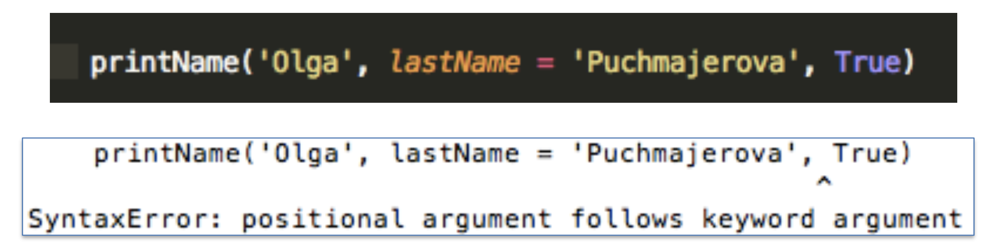 printName('Olga', lastName = 'Puchmajerova', True)
printName('Olga', lastName = 'Puchmajerova', True)
^
SyntaxError: positional argument follows keyword argument